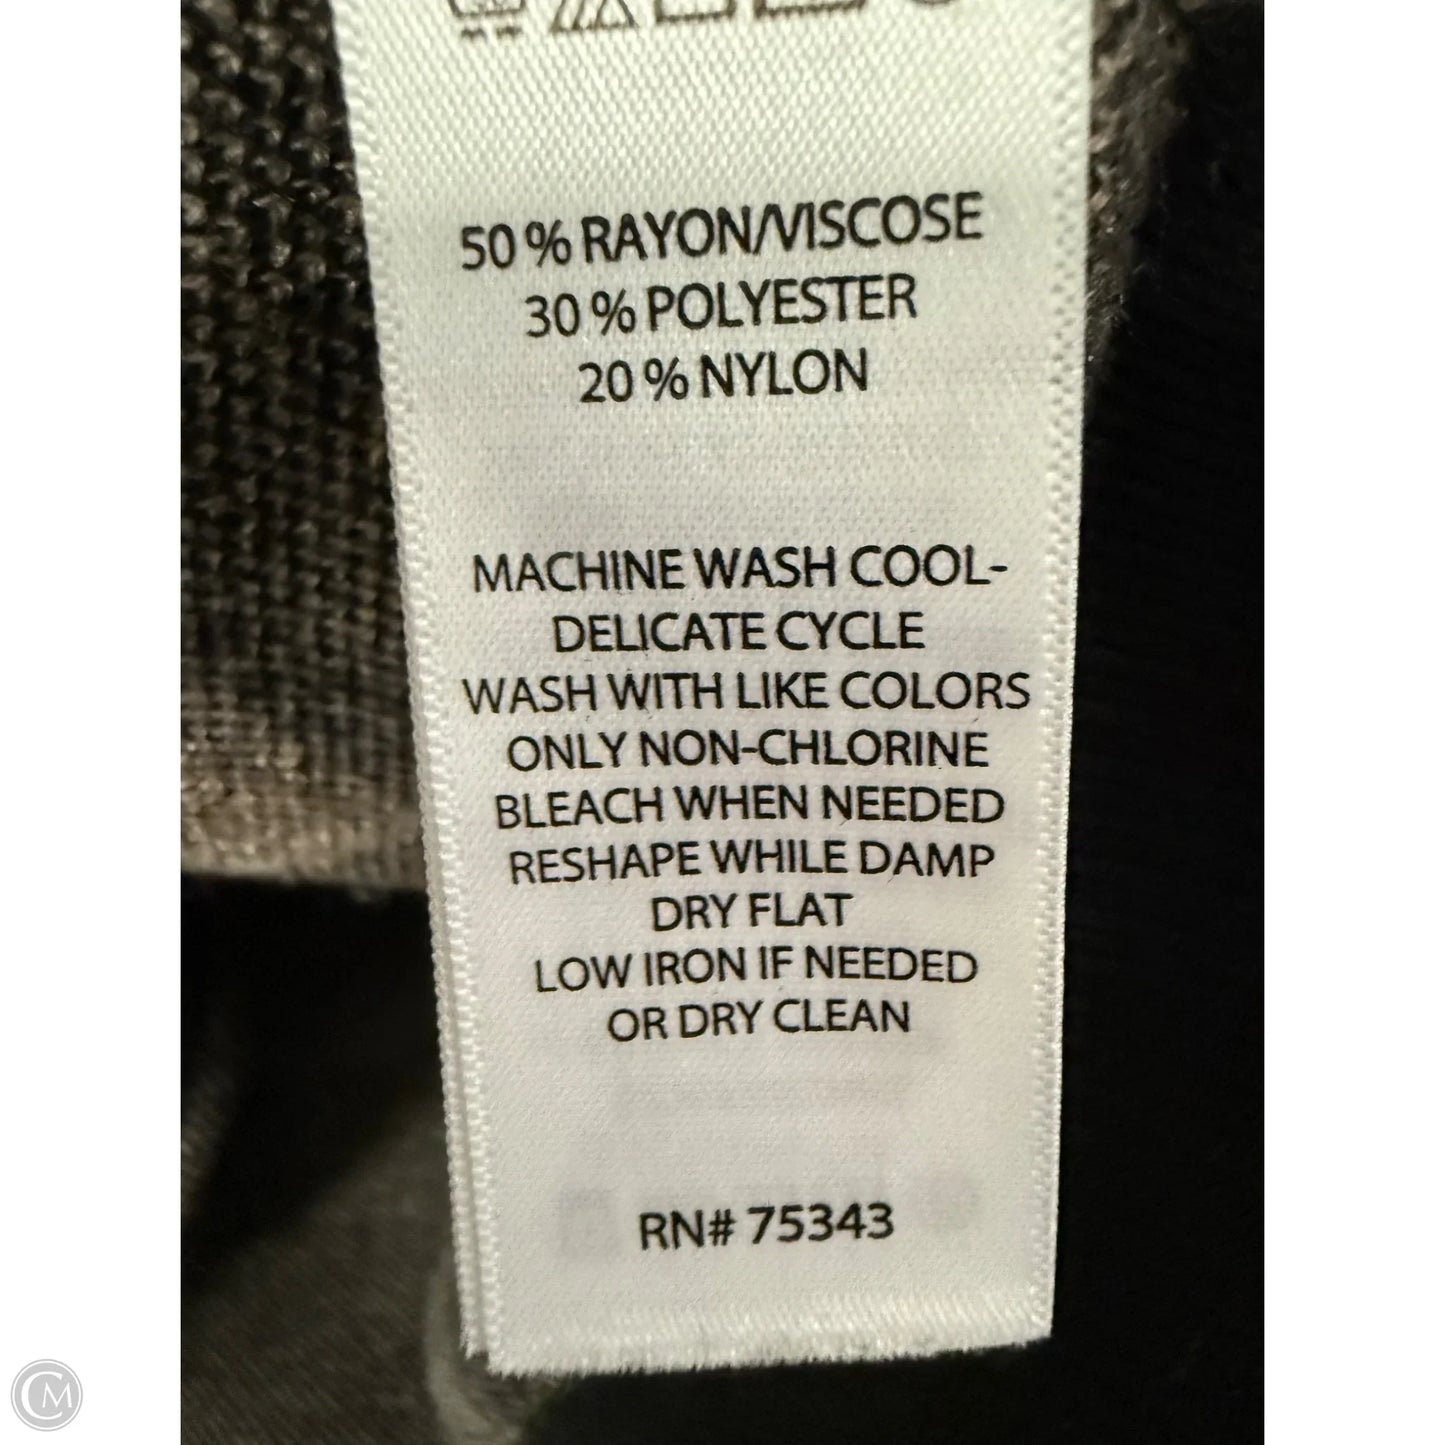 50 % RAYON/VISCOSE
30 % POLYESTER
20 % NYLON
MACHINE WASH COOL-
DELICATE CYCLE
WASH WITH LIKE COLORS
ONLY NON-CHLORINE
BLEACH WHEN NEEDED
RESHAPE WHILE DAMP
DRY FLAT
LOW IRON IF NEEDED
OR DRY CLEAN
RN# 75343
CM